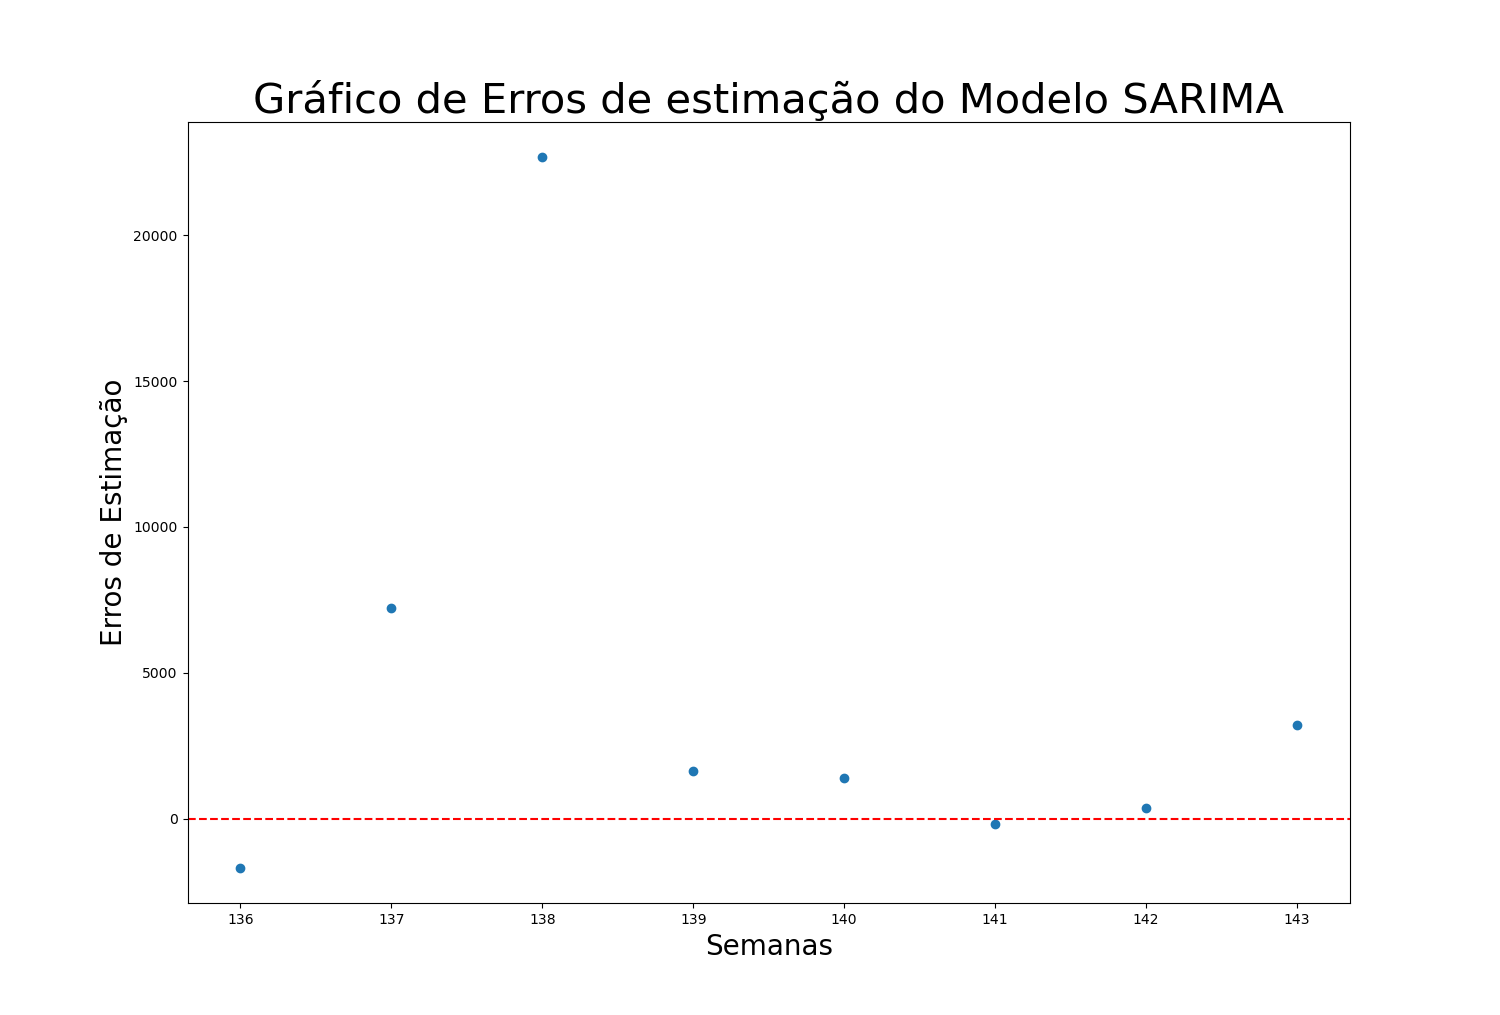 Gráfico de Erros de estimação do Modelo SARIMA
Erros de Estimação
20000
15000
10000
5000
0
136 137 138 139 140 141 142 143
Semanas